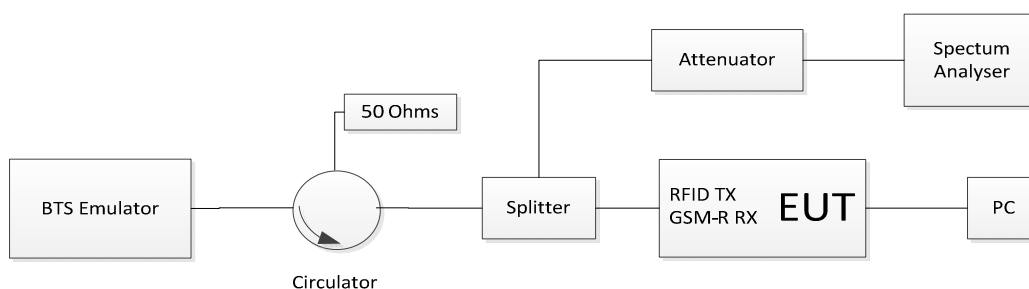 Attenuator
Spectum
Analyser
50 Ohms
BTS Emulator
Splitter
RFID TX
GSM-R RX
EUT
PC
Circulator